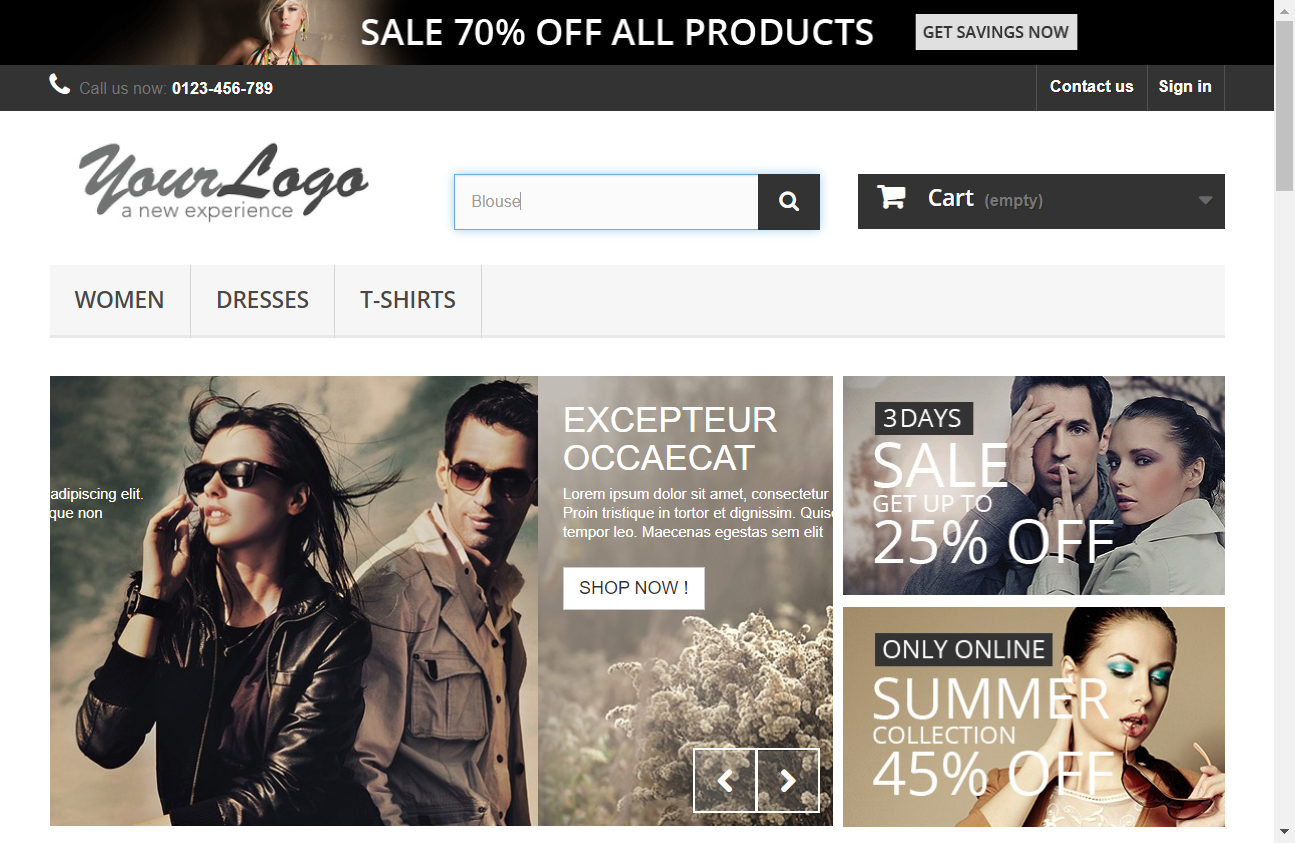 SALE 70% OFF ALL PRODUCTS
GET SAVINGS NOW
Call us now: 0123-456-789
Contact us
Sign in
Your Logo
a new experience
Blouse
Cart (empty)
WOMEN
DRESSES
T-SHIRTS
adipiscing elit.
que non
EXCEPTEUR
OCCAECAT
Lorem ipsum dolor sit amet, consectetur
Proin tristique in tortor et dignissim. Quis
tempor leo. Maecenas egestas sem elit
SHOP NOW !
3 DAYS
SALE
GET UP TO
25% OFF
ONLY ONLINE
SUMMER
COLLECTION
45% OFF